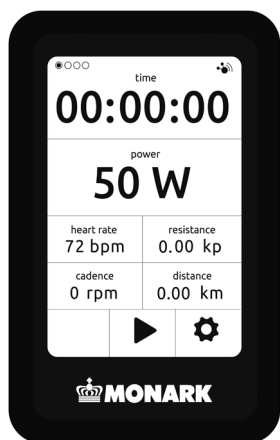 time
00:00:00
power
50 W
heart rate
72 bpm
resistance
0.00 kp
cadence
0 rpm
distance
0.00 km
MONARK